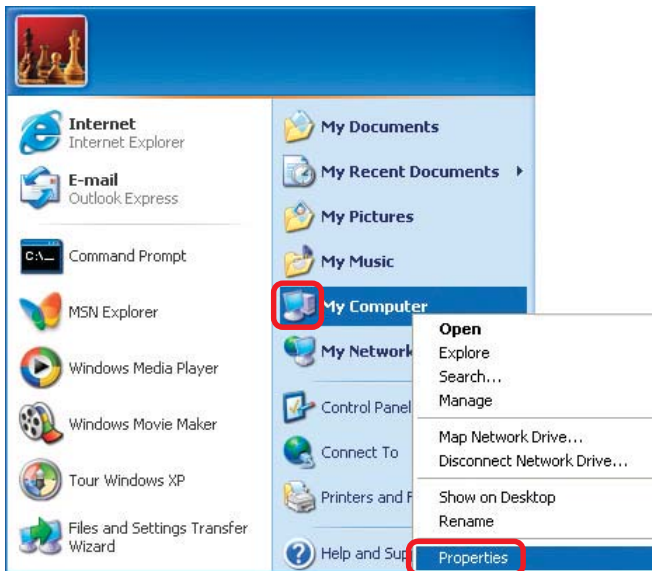 Internet
Internet Explorer
E-mail
Outlook Express
C:\_
Command Prompt
MSN Explorer
Windows Media Player
Windows Movie Maker
Tour Windows XP
Files and Settings Transfer
Wizard
My Documents
My Recent Documents
My Pictures
My Music
My Computer
My Network
Control Panel
Connect To
Printers and
Help and
Open
Explore
Search...
Manage
Map Network Drive...
Disconnect Network Drive...
Show on Desktop
Rename
Properties